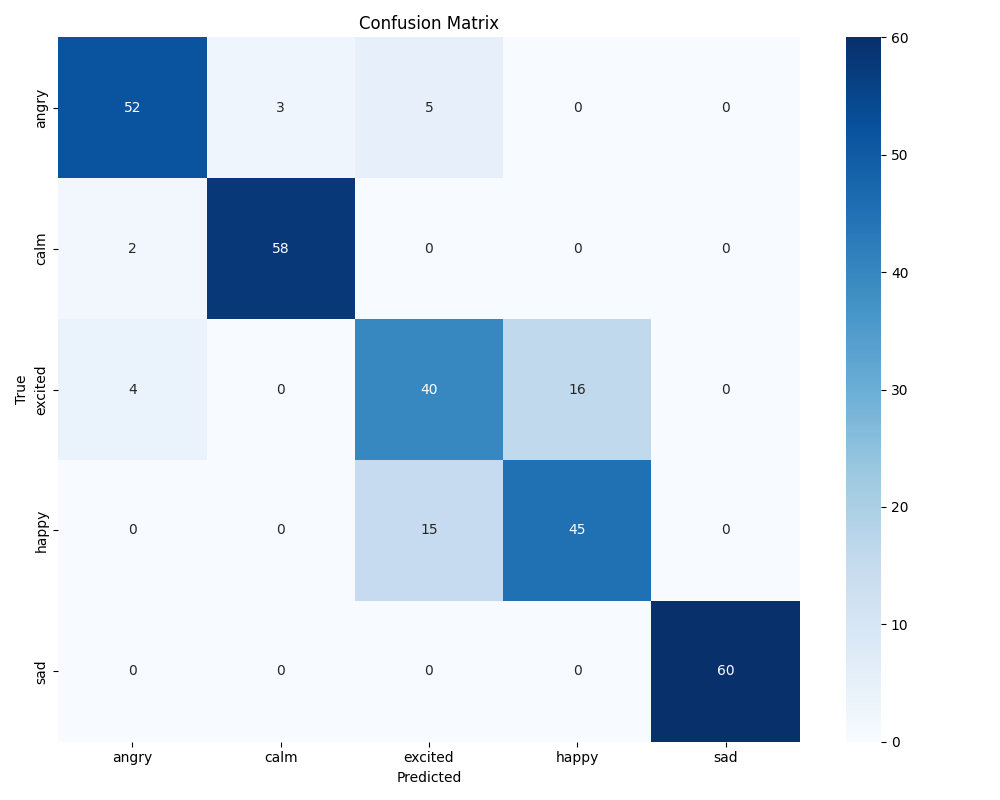 Confusion Matrix
angry 52 3 5 0 0
calm 2 58 0 0 0
excited 4 0 40 16 0
happy 0 0 15 45 0
sad 0 0 0 0 60
True
angry calm excited happy sad
Predicted
60
50
40
30
20
10
0